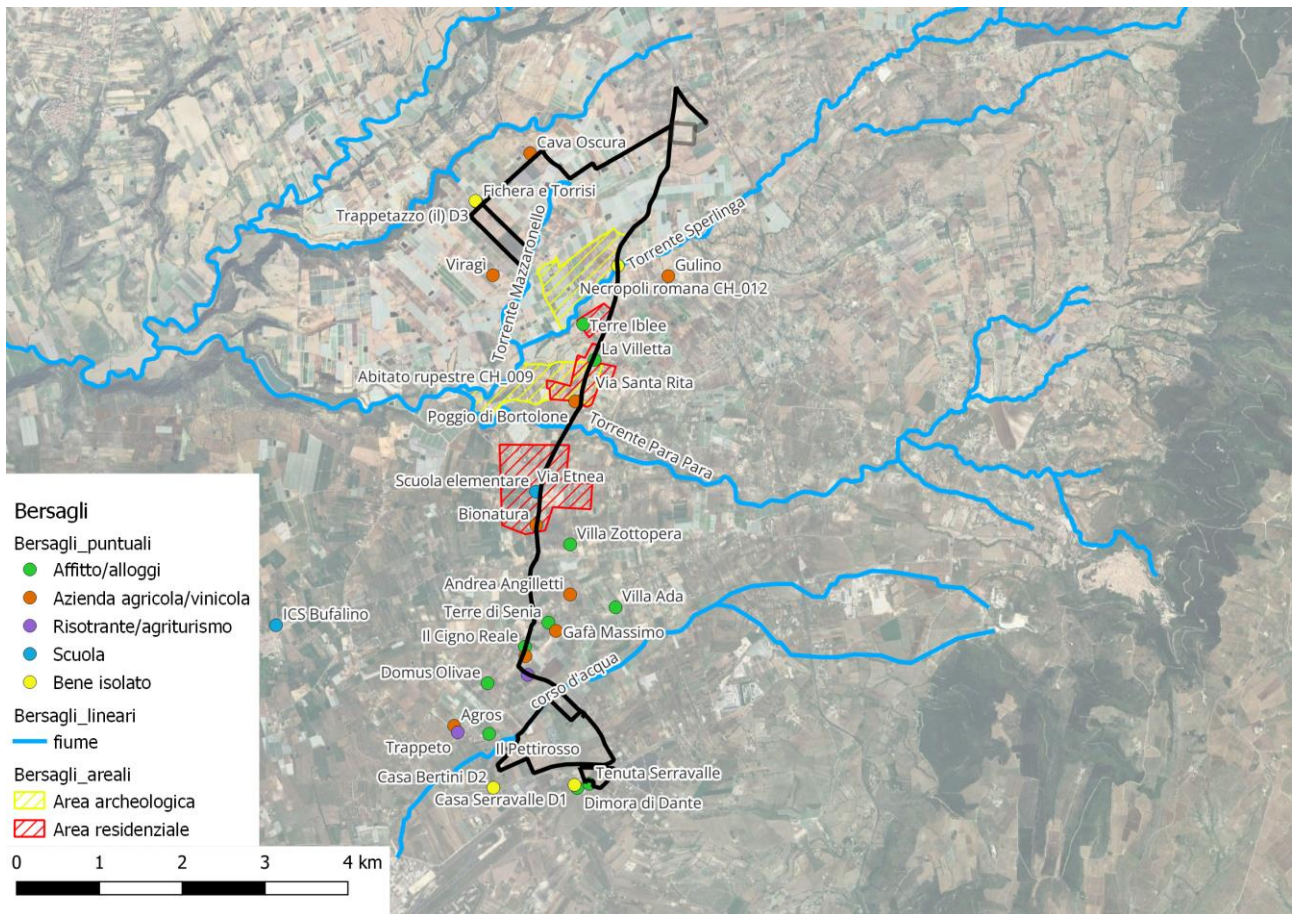 Cava Oscura
Fichera e Torrisi
Trappetazzo (il) D3
Torrente Mazzaronello
Torrente Sperlinga
Viragì
Gulino
Necropoli romana CH_012
Terre Iblee
La Villetta
Abitato rupestre CH_009
Via Santa Rita
Poggio di Bortolone
Torrente Para Para
Scuola elementare
Via Etnea
Bionatura
Villa Zottopera
Andrea Angilletti
Villa Ada
ICS Bufalino
Terre di Senia
Gafà Massimo
Il Cigno Reale
corso d'acqua
Domus Olivae
Agros
Trappeto
Il Pettirosso
Casa Bertini D2
Tenuta Serravalle
Casa Serravalle D1
Dimora di Dante
Bersagli
Bersagli_puntuali
Affitto/alloggi
Azienda agricola/vinicola
Risotrante/agriturismo
Scuola
Bene isolato
Bersagli_lineari
fiume
Bersagli_areali
Area archeologica
Area residenziale
0 1 2 3 4 km